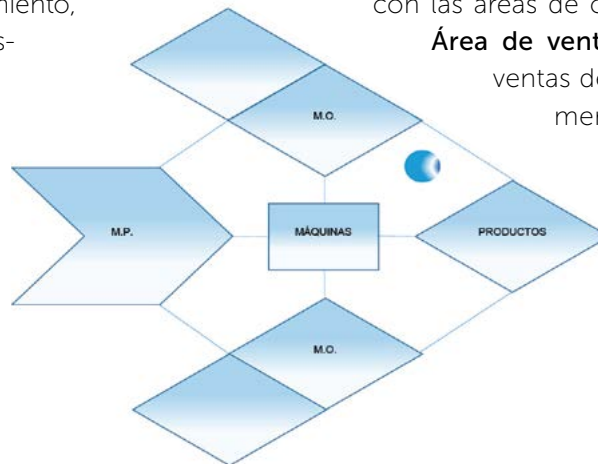 miento,
s-
con las áreas de
Área de vent
ventas de
mer
M.O.
M.P.
MÁQUINAS
PRODUCTOS
M.O.